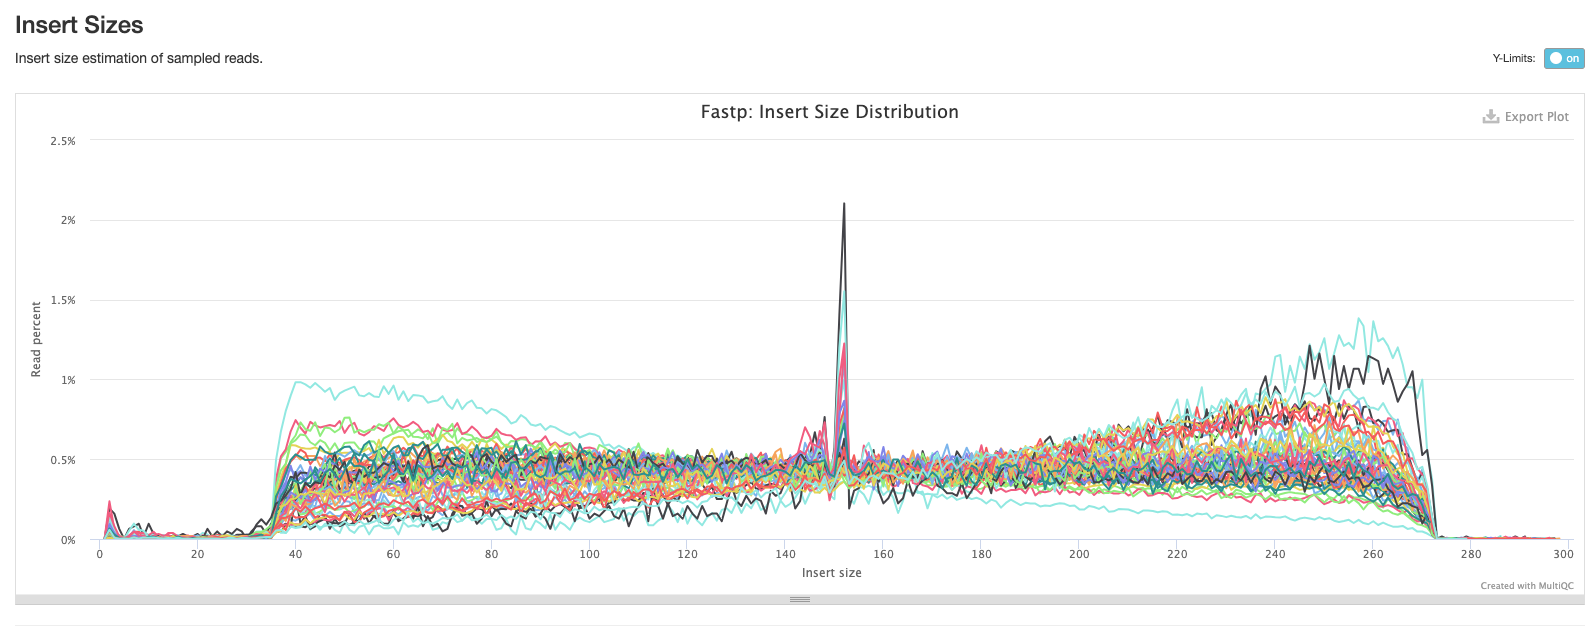 Insert Sizes
Insert size estimation of sampled reads.
Y-Limits: on
Fastp: Insert Size Distribution
Export Plot
2.5%
2%
1.5%
1%
0.5%
0%
Read percent
0 20 40 60 80 100 120 140 160 180 200 220 240 260 280 300
Insert size
Created with MultiQC